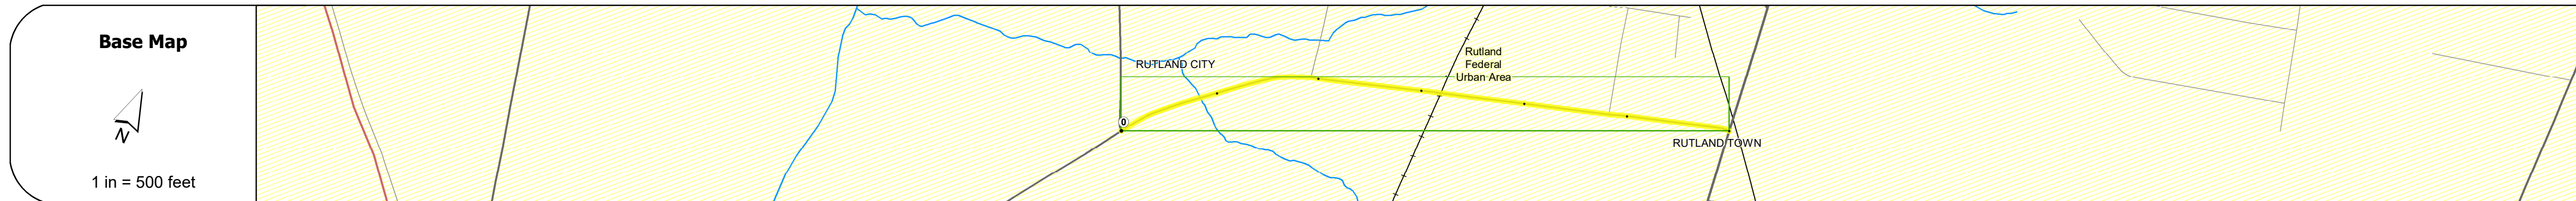 Base Map
N
1 in = 500 feet
RUTLAND CITY
0
Rutland
Federal
Urban Area
RUTLAND TOWN